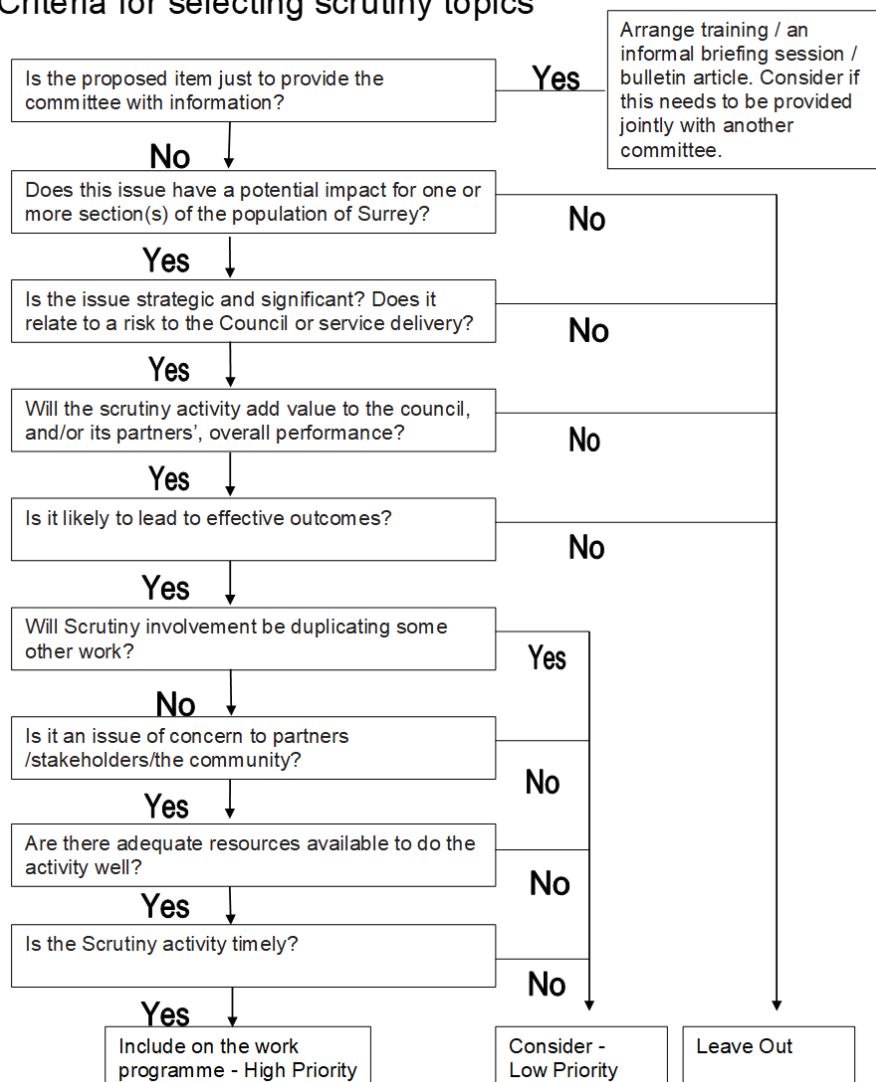 Criteria for selecting scrutiny topics
Arrange training / an
informal briefing session /
bulletin article. Consider if
this needs to be provided
jointly with another
committee.
Is the proposed item just to provide the
committee with information?
Yes
No
Does this issue have a potential impact for one or
more section(s) of the population of Surrey?
No
Yes
Is the issue strategic and significant? Does it
relate to a risk to the Council or service delivery?
No
Yes
Will the scrutiny activity add value to the council,
and/or its partners’, overall performance?
No
Yes
Is it likely to lead to effective outcomes?
No
Yes
Will Scrutiny involvement be duplicating some
other work?
Yes
No
Is it an issue of concern to partners
/stakeholders/the community?
No
Yes
Are there adequate resources available to do the
activity well?
No
Yes
Is the Scrutiny activity timely?
No
Yes
Include on the work
programme - High Priority
Consider -
Low Priority
Leave Out